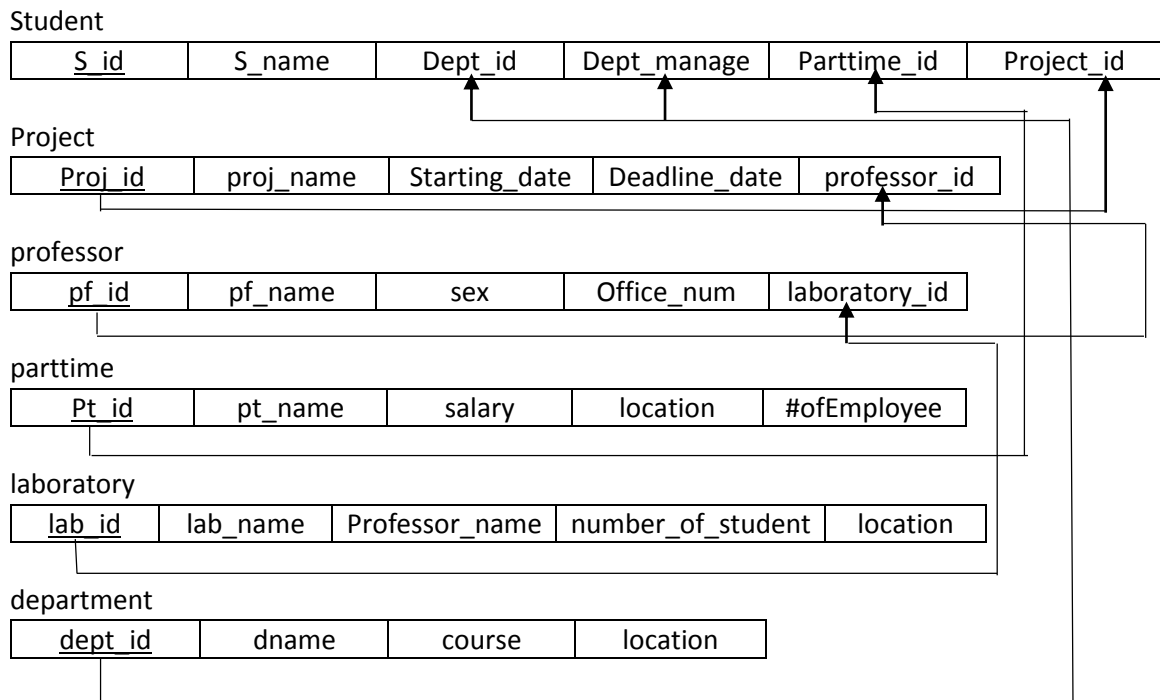 Student
S_id S_name Dept_id Dept_manage Parttime_id Project_id
Project
Proj_id proj_name Starting_date Deadline_date professor_id
professor
pf_id pf_name sex Office_num laboratory_id
parttime
Pt_id pt_name salary location #ofEmployee
laboratory
lab_id lab_name Professor_name number_of_student location
department
dept_id dname course location